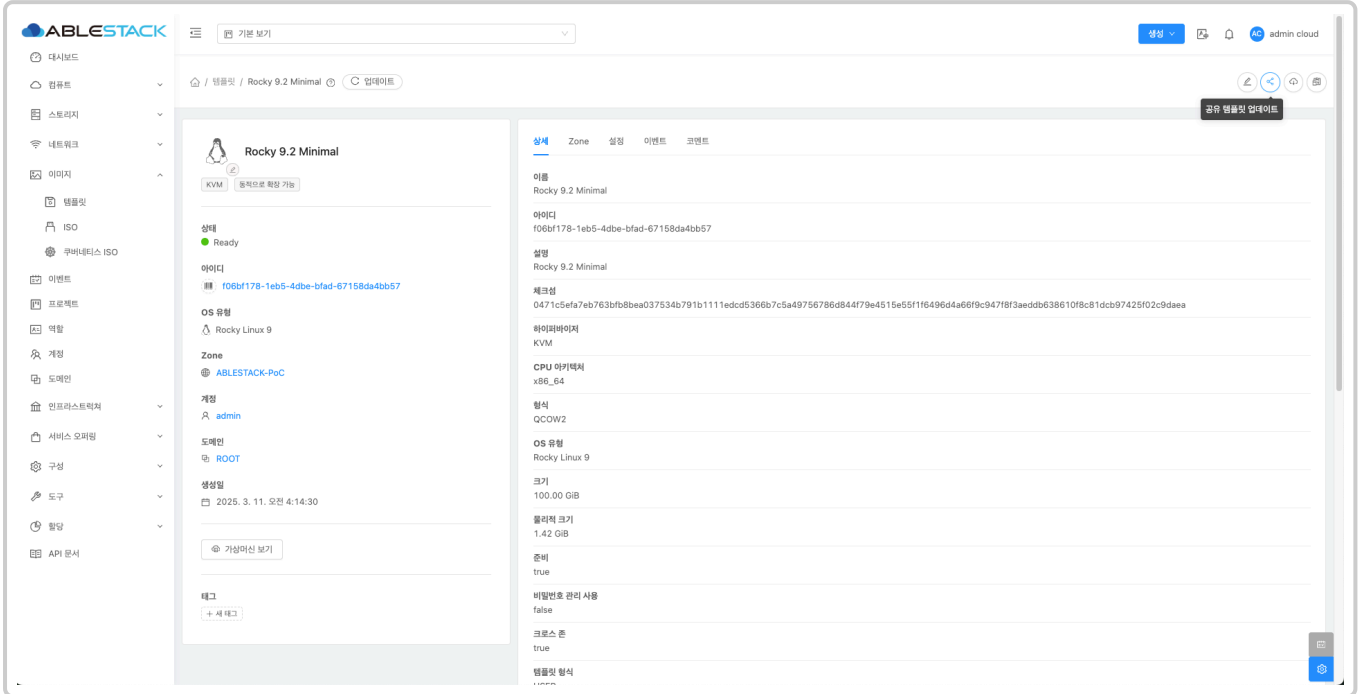 ABLESTACK
기본 보기
생성
AC admin cloud
대시보드
컴퓨트
스토리지
네트워크
이미지
템플릿
ISO
쿠버네티스 ISO
이벤트
프로젝트
역할
계정
도메인
인프라스트럭쳐
서비스 오퍼링
구성
도구
할당
API 문서
/ 템플릿 / Rocky 9.2 Minimal 업데이트
공유 템플릿 업데이트
Rocky 9.2 Minimal
KVM 동적으로 확장 가능
상태
Ready
아이디
f06bf178-1eb5-4dbe-bfad-67158da4bb57
OS 유형
Rocky Linux 9
Zone
ABLESTACK-PoC
계정
admin
도메인
ROOT
생성일
2025. 3. 11. 오전 4:14:30
가상머신 보기
태그
+ 새 태그
상세 Zone 설정 이벤트 코멘트
이름
Rocky 9.2 Minimal
아이디
f06bf178-1eb5-4dbe-bfad-67158da4bb57
설명
Rocky 9.2 Minimal
체크섬
0471c5efa7eb763bfb8bea037534b791b1111edcd5366b7c5a49756786d844f79e4515e55f1f6496d4a66f9c947f8f3aeddb638610f8c81dcb97425f02c9daea
하이퍼바이저
KVM
CPU 아키텍처
x86_64
형식
QCOW2
OS 유형
Rocky Linux 9
크기
100.00 GiB
물리적 크기
1.42 GiB
준비
true
비밀번호 관리 사용
false
크로스 존
true
템플릿 형식